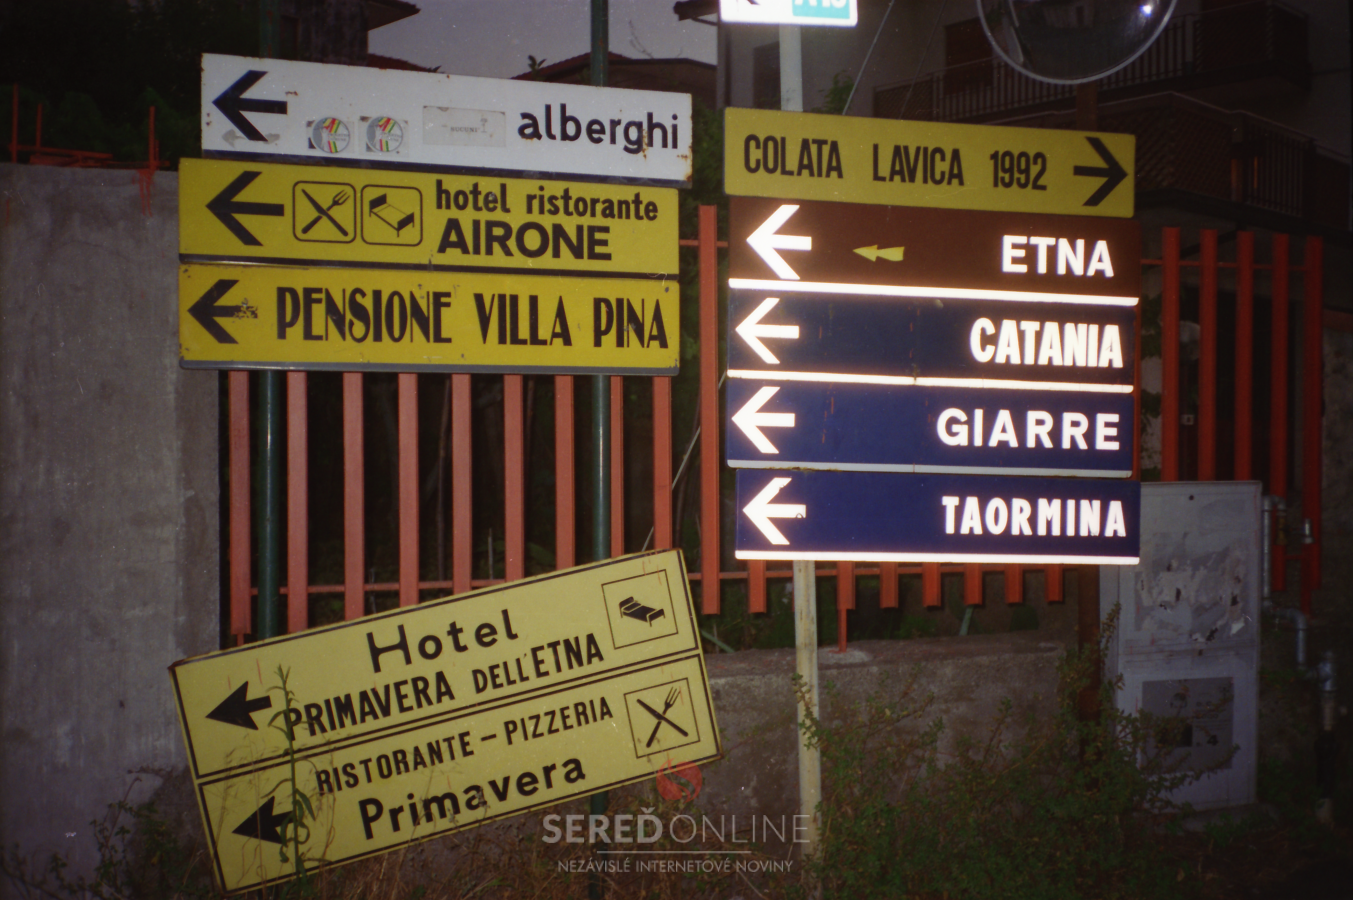 alberghi
hotel ristorante
AIRONE
PENSIONE VILLA PINA
Hotel
PRIMAVERA DELL'ETNA
RISTORANTE - PIZZERIA
Primavera
COLATA LAVICA 1992
ETNA
CATANIA
GIARRE
TAORMINA
SEREĎONLINE
NEZÁVISLÉ INTERNETOVÉ NOVINY